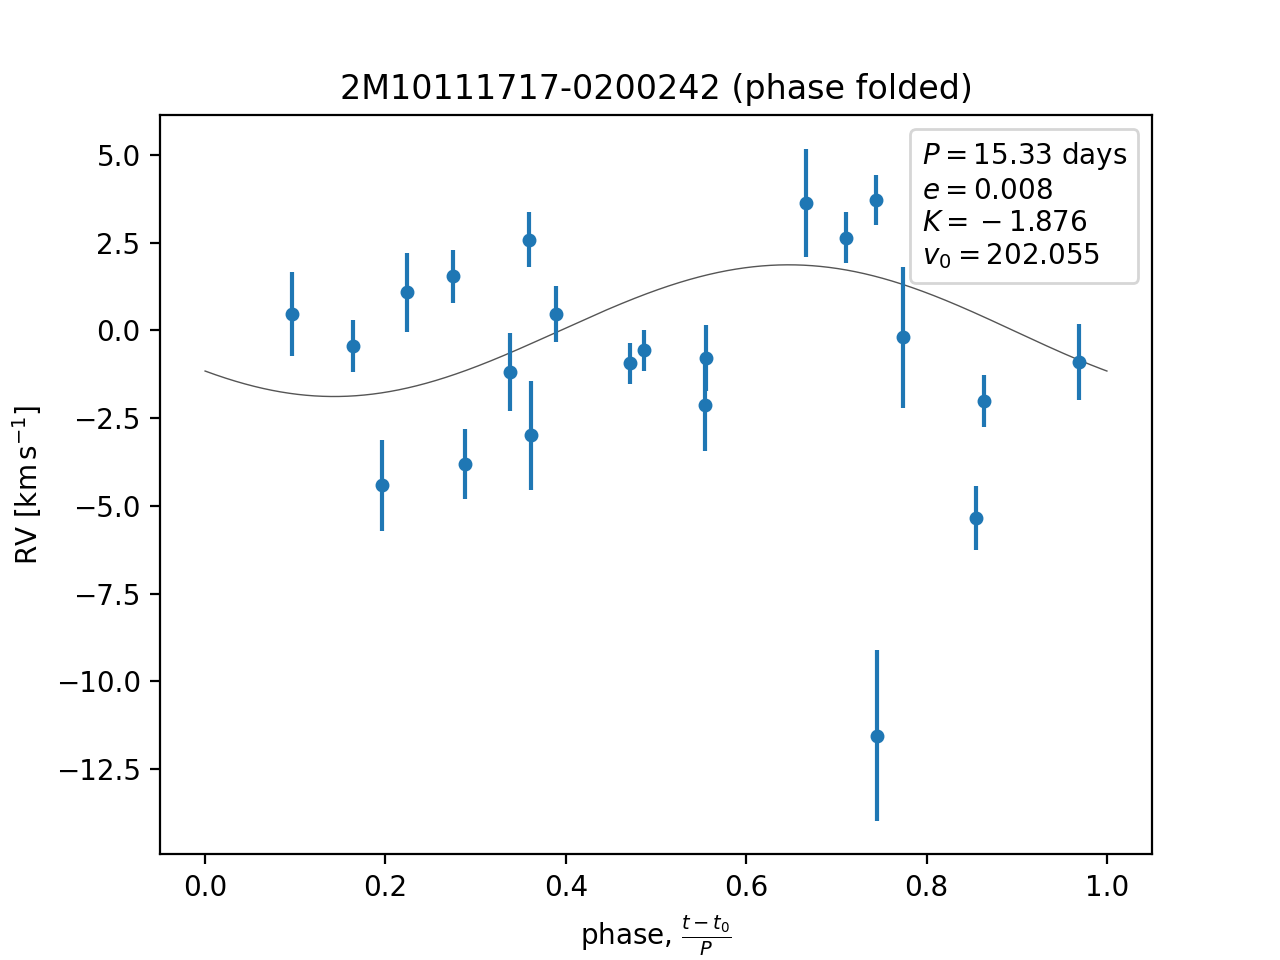 2M10111717-0200242 (phase folded)
P = 15.33 days
e = 0.008
K = −1.876
v₀ = 202.055
RV [km s⁻¹]
5.0
2.5
0.0
−2.5
−5.0
−7.5
−10.0
−12.5
0.0 0.2 0.4 0.6 0.8 1.0
phase, (t − t₀)/P